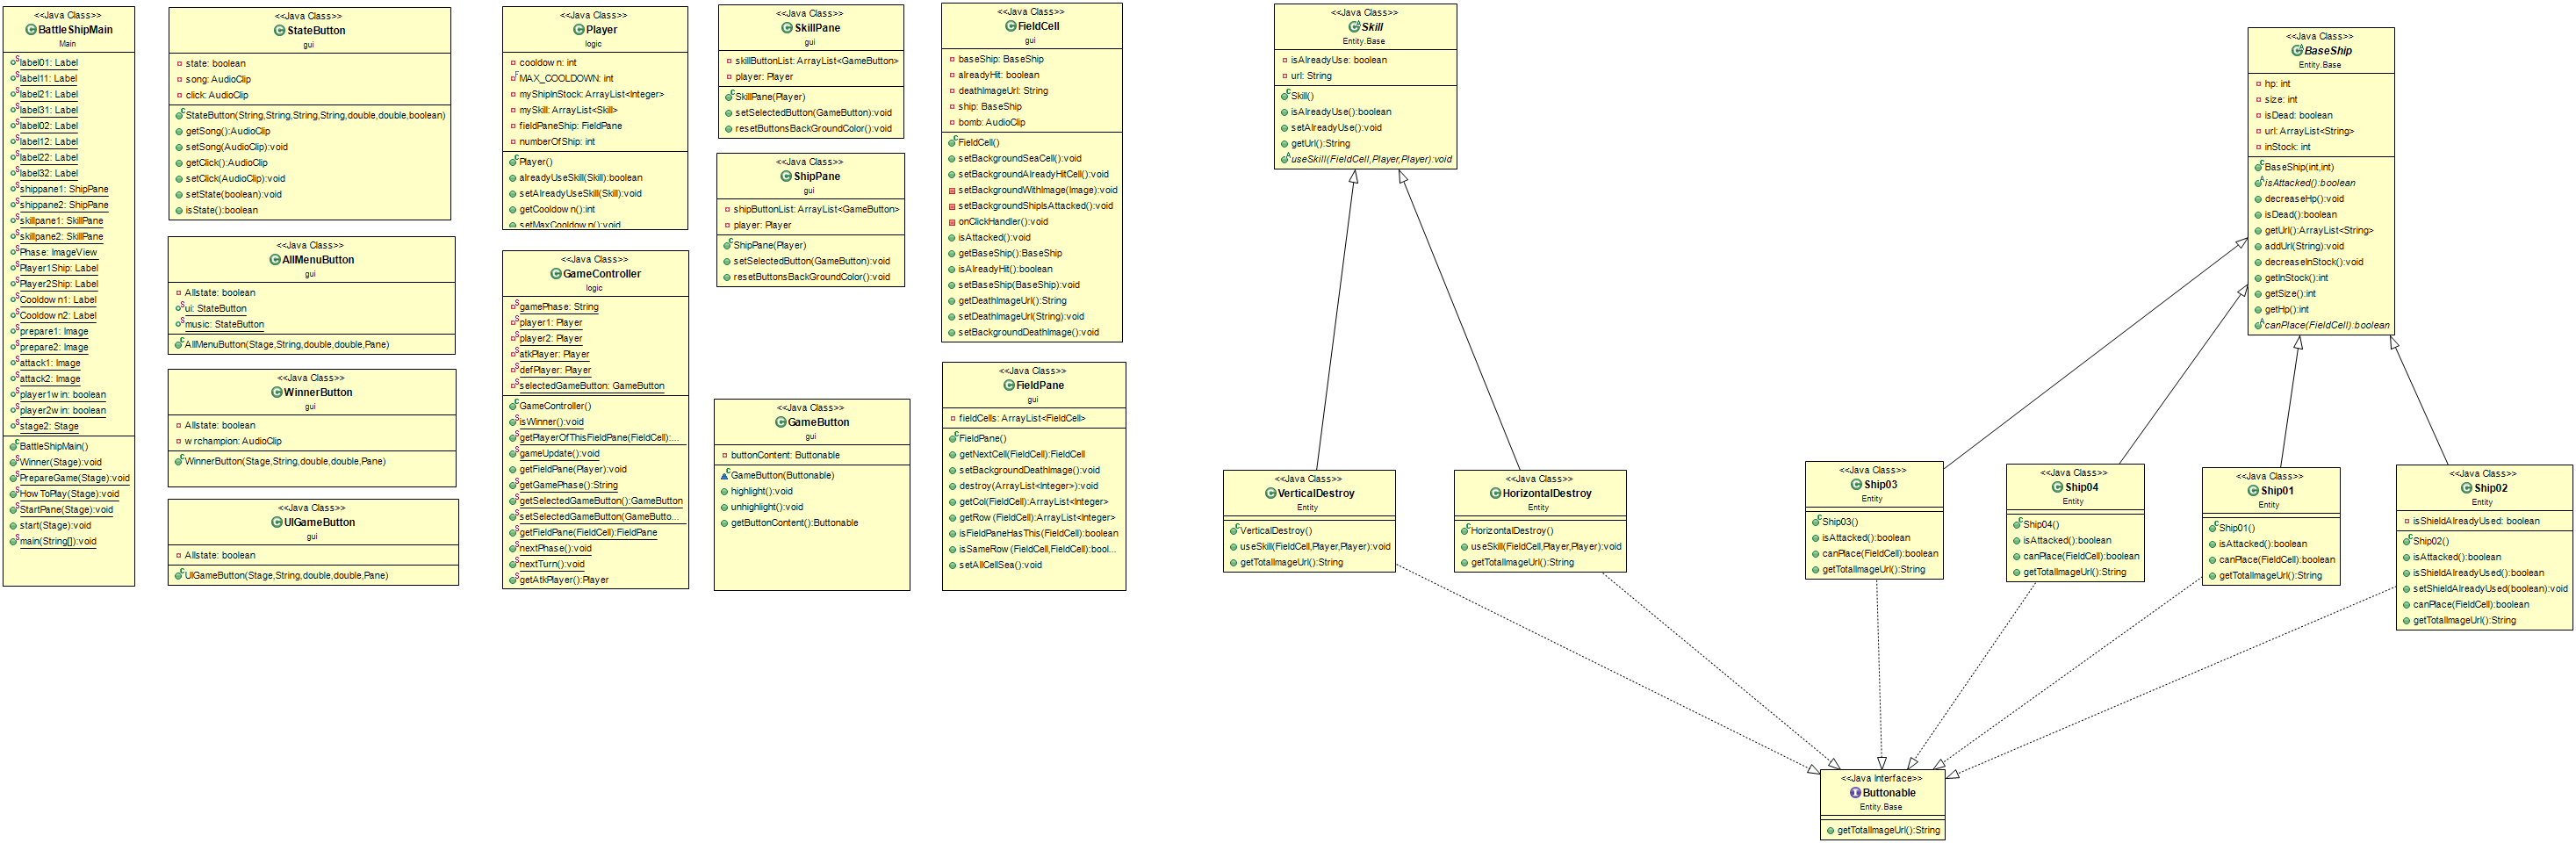 <<Java Class>>
BattleShipMain
Main
label01: Label
label11: Label
label21: Label
label31: Label
label02: Label
label12: Label
label22: Label
label32: Label
shippane1: ShipPane
shippane2: ShipPane
skillpane1: SkillPane
skillpane2: SkillPane
Phase: ImageView
Player1Ship: Label
Player2Ship: Label
Cooldown1: Label
Cooldown2: Label
prepare1: Image
prepare2: Image
attack1: Image
attack2: Image
player1win: boolean
player2win: boolean
stage2: Stage
BattleShipMain()
Winner(Stage):void
PrepareGame(Stage):void
HowToPlay(Stage):void
StartPane(Stage):void
start(Stage):void
main(String[]):void
<<Java Class>>
StateButton
gui
state: boolean
song: AudioClip
click: AudioClip
StateButton(String,String,String,String,double,double,boolean)
getSong():AudioClip
setSong(AudioClip):void
getClick():AudioClip
setClick(AudioClip):void
setState(boolean):void
isState():boolean
<<Java Class>>
AllMenuButton
gui
Allstate: boolean
ui: StateButton
music: StateButton
AllMenuButton(Stage,String,double,double,Pane)
<<Java Class>>
WinnerButton
gui
Allstate: boolean
wrchampion: AudioClip
WinnerButton(Stage,String,double,double,Pane)
<<Java Class>>
UIGameButton
gui
Allstate: boolean
UIGameButton(Stage,String,double,double,Pane)
<<Java Class>>
Player
logic
cooldown: int
MAX_COOLDOWN: int
myShipInStock: ArrayList<Integer>
mySkill: ArrayList<Skill>
fieldPaneShip: FieldPane
numberOfShip: int
Player()
alreadyUseSkill(Skill):boolean
setAlreadyUseSkill(Skill):void
getCooldown():int
setMaxCooldown():void
<<Java Class>>
GameController
logic
gamePhase: String
player1: Player
player2: Player
atkPlayer: Player
defPlayer: Player
selectedGameButton: GameButton
GameController()
isWinner():void
getPlayerOfThisFieldPane(FieldCell):...
gameUpdate():void
getFieldPane(Player):void
getGamePhase():String
getSelectedGameButton():GameButton
setSelectedGameButton(GameButto...
getFieldPane(FieldCell):FieldPane
nextPhase():void
nextTurn():void
getAtkPlayer():Player
<<Java Class>>
SkillPane
gui
skillButtonList: ArrayList<GameButton>
player: Player
SkillPane(Player)
setSelectedButton(GameButton):void
resetButtonsBackGroundColor():void
<<Java Class>>
ShipPane
gui
shipButtonList: ArrayList<GameButton>
player: Player
ShipPane(Player)
setSelectedButton(GameButton):void
resetButtonsBackGroundColor():void
<<Java Class>>
GameButton
gui
buttonContent: Buttonable
GameButton(Buttonable)
highlight():void
unhighlight():void
getButtonContent():Buttonable
<<Java Class>>
FieldCell
gui
baseShip: BaseShip
alreadyHit: boolean
deathImageUrl: String
ship: BaseShip
bomb: AudioClip
FieldCell()
setBackgroundSeaCell():void
setBackgroundAlreadyHitCell():void
setBackgroundWithImage(Image):void
setBackgroundShipIsAttacked():void
onClickHandler():void
isAttacked():void
getBaseShip():BaseShip
isAlreadyHit():boolean
setBaseShip(BaseShip):void
getDeathImageUrl():String
setDeathImageUrl(String):void
setBackgroundDeathImage():void
<<Java Class>>
FieldPane
gui
fieldCells: ArrayList<FieldCell>
FieldPane()
getNextCell(FieldCell):FieldCell
setBackgroundDeathImage():void
destroy(ArrayList<Integer>):void
getCol(FieldCell):ArrayList<Integer>
getRow(FieldCell):ArrayList<Integer>
isFieldPaneHasThis(FieldCell):boolean
isSameRow(FieldCell,FieldCell):bool...
setAllCellSea():void
<<Java Class>>
Skill
Entity.Base
isAlreadyUse: boolean
url: String
Skill()
isAlreadyUse():boolean
setAlreadyUse():void
getUrl():String
useSkill(FieldCell,Player,Player):void
<<Java Class>>
VerticalDestroy
Entity
VerticalDestroy()
useSkill(FieldCell,Player,Player):void
getTotalImageUrl():String
<<Java Class>>
HorizontalDestroy
Entity
HorizontalDestroy()
useSkill(FieldCell,Player,Player):void
getTotalImageUrl():String
<<Java Class>>
BaseShip
Entity.Base
hp: int
size: int
isDead: boolean
url: ArrayList<String>
inStock: int
BaseShip(int,int)
isAttacked():boolean
decreaseHp():void
isDead():boolean
getUrl():ArrayList<String>
addUrl(String):void
decreaseInStock():void
getInStock():int
getSize():int
getHp():int
canPlace(FieldCell):boolean
<<Java Class>>
Ship03
Entity
Ship03()
isAttacked():boolean
canPlace(FieldCell):boolean
getTotalImageUrl():String
<<Java Class>>
Ship04
Entity
Ship04()
isAttacked():boolean
canPlace(FieldCell):boolean
getTotalImageUrl():String
<<Java Class>>
Ship01
Entity
Ship01()
isAttacked():boolean
canPlace(FieldCell):boolean
getTotalImageUrl():String
<<Java Class>>
Ship02
Entity
isShieldAlreadyUsed: boolean
Ship02()
isAttacked():boolean
isShieldAlreadyUsed():boolean
setShieldAlreadyUsed(boolean):void
canPlace(FieldCell):boolean
getTotalImageUrl():String
<<Java Interface>>
Buttonable
Entity.Base
getTotalImageUrl():String